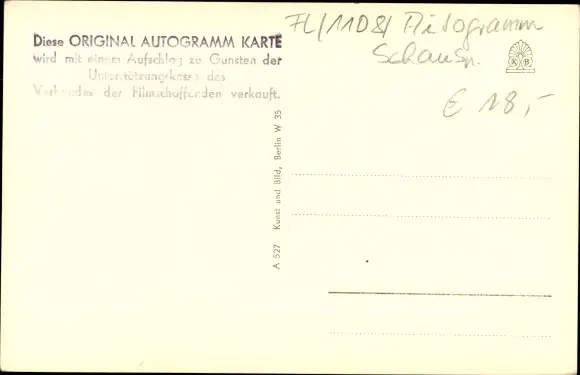 Diese ORIGINAL AUTOGRAMM KARTE
wird mit einem Aufschlag zu Gunsten der
Unterstützungskasse des
Verbandes der Filmschaffenden verkauft.
FL/11081 Autogramm
Schausp.
€ 18,-
K B
A 527 Kunst und Bild, Berlin W 35